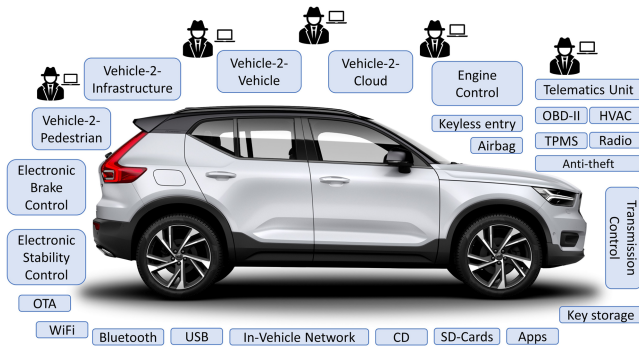 Vehicle-2-
Infrastructure
Vehicle-2-
Vehicle
Vehicle-2-
Cloud
Engine
Control
Telematics Unit
OBD-II
HVAC
TPMS
Radio
Anti-theft
Keyless entry
Airbag
Vehicle-2-
Pedestrian
Electronic
Brake
Control
Electronic
Stability
Control
Transmission
Control
OTA
WiFi
Bluetooth
USB
In-Vehicle Network
CD
SD-Cards
Apps
Key storage